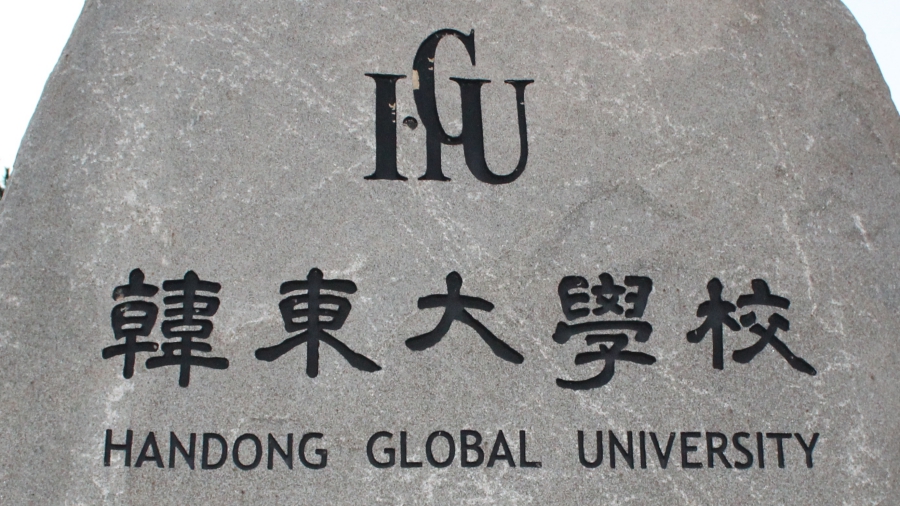 HGU
韓東大學校
HANDONG GLOBAL UNIVERSITY